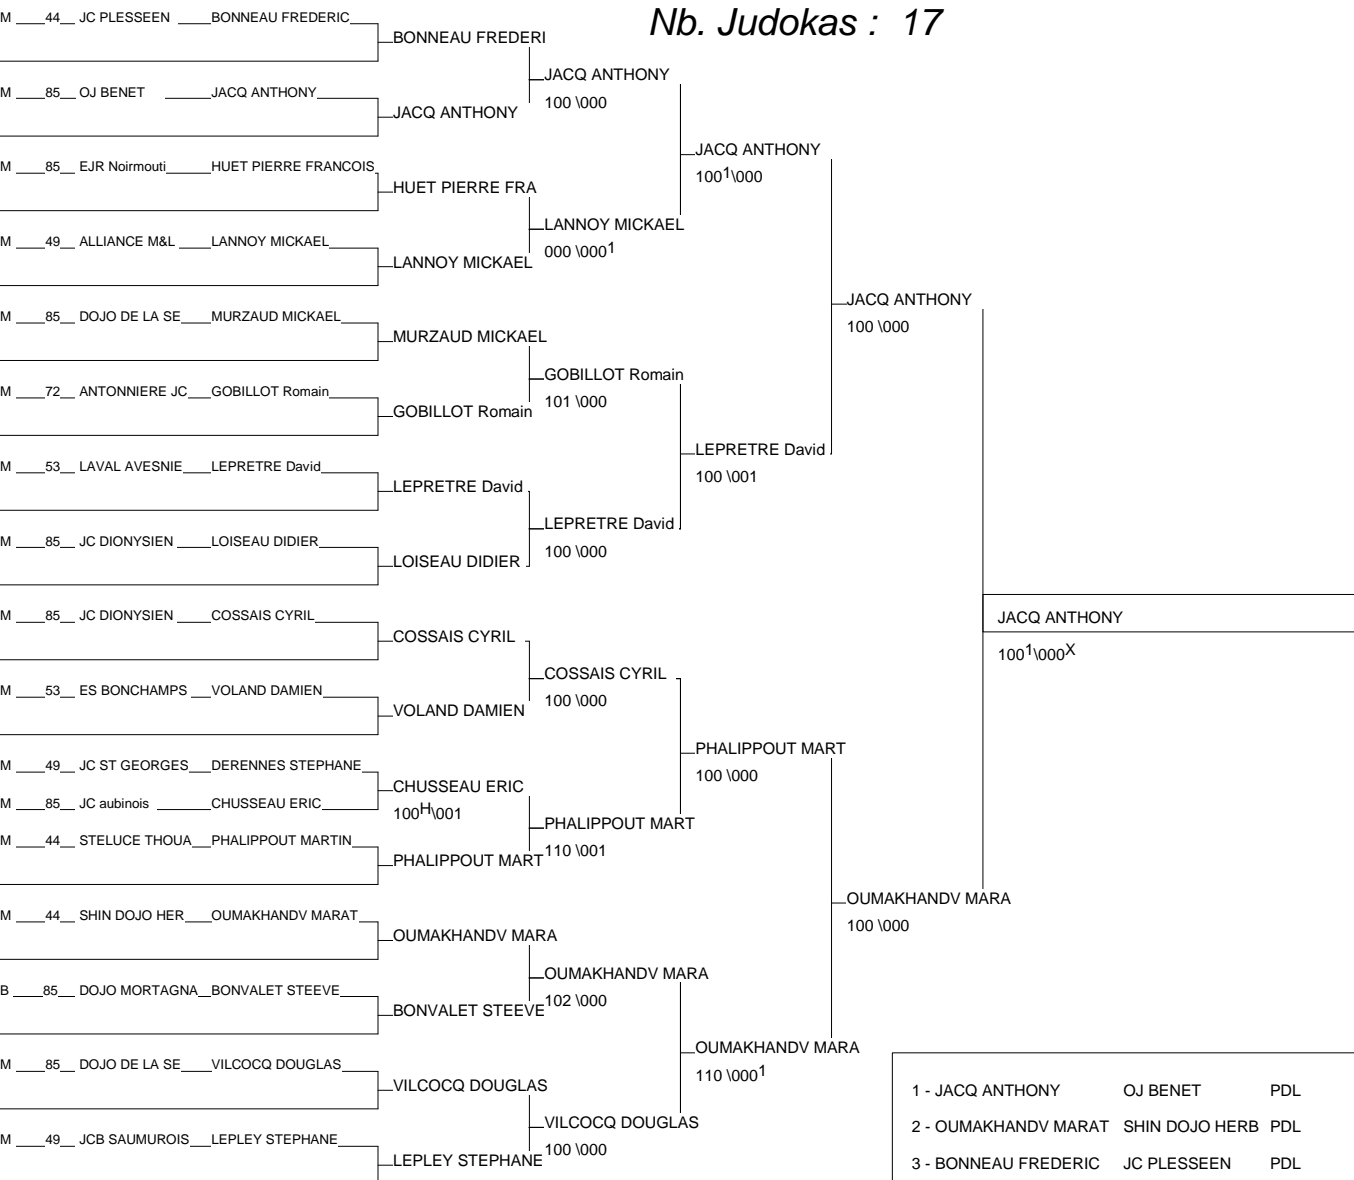 Nb. Judokas : 17
M 44 JC PLESSEEN BONNEAU FREDERIC
M 85 OJ BENET JACQ ANTHONY
M 85 EJR Noirmouti HUET PIERRE FRANCOIS
M 49 ALLIANCE M&L LANNOY MICKAEL
M 85 DOJO DE LA SE MURZAUD MICKAEL
M 72 ANTONNIERE JC GOBILLOT Romain
M 53 LAVAL AVESNIE LEPRETRE David
M 85 JC DIONYSIEN LOISEAU DIDIER
M 85 JC DIONYSIEN COSSAIS CYRIL
M 53 ES BONCHAMPS VOLAND DAMIEN
M 49 JC ST GEORGES DERENNES STEPHANE
M 85 JC aubinois CHUSSEAU ERIC
M 44 STELUCE THOUA PHALIPPOUT MARTIN
M 44 SHIN DOJO HER OUMAKHANDV MARAT
B 85 DOJO MORTAGNA BONVALET STEEVE
M 85 DOJO DE LA SE VILCOCQ DOUGLAS
M 49 JCB SAUMUROIS LEPLEY STEPHANE
BONNEAU FREDERI
JACQ ANTHONY
HUET PIERRE FRA
LANNOY MICKAEL
MURZAUD MICKAEL
GOBILLOT Romain
LEPRETRE David
LOISEAU DIDIER
COSSAIS CYRIL
VOLAND DAMIEN
CHUSSEAU ERIC
100H\001
PHALIPPOUT MART
OUMAKHANDV MARA
BONVALET STEEVE
VILCOCQ DOUGLAS
LEPLEY STEPHANE
JACQ ANTHONY
100 \000
LANNOY MICKAEL
000 \0001
GOBILLOT Romain
101 \000
LEPRETRE David
100 \000
COSSAIS CYRIL
100 \000
PHALIPPOUT MART
110 \001
OUMAKHANDV MARA
102 \000
VILCOCQ DOUGLAS
100 \000
JACQ ANTHONY
1001\000
LEPRETRE David
100 \001
PHALIPPOUT MART
100 \000
OUMAKHANDV MARA
110 \0001
JACQ ANTHONY
100 \000
OUMAKHANDV MARA
100 \000
JACQ ANTHONY
1001\000X
1 - JACQ ANTHONY OJ BENET PDL
2 - OUMAKHANDV MARAT SHIN DOJO HERB PDL
3 - BONNEAU FREDERIC JC PLESSEEN PDL